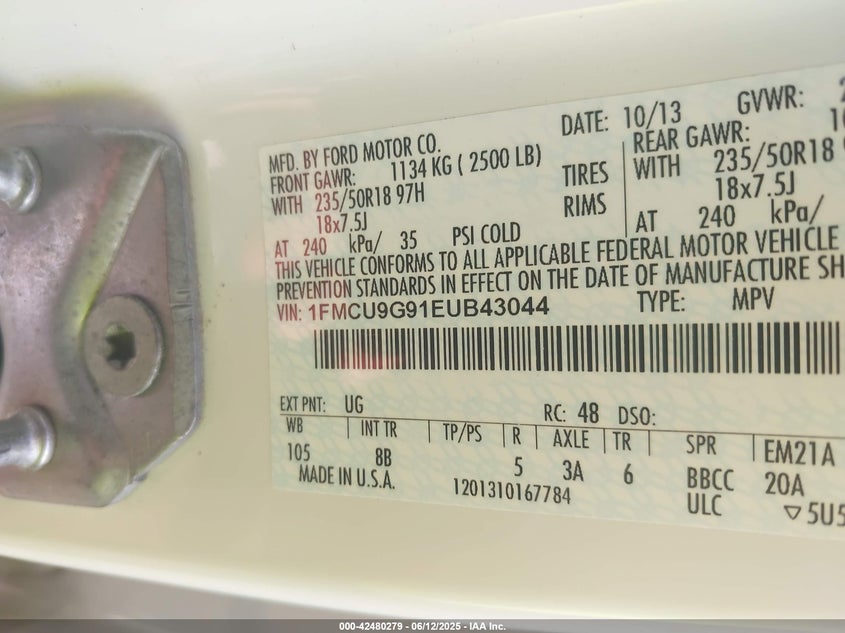 MFD. BY FORD MOTOR CO. DATE: 10/13 GVWR:
FRONT GAWR: 1134 KG ( 2500 LB) REAR GAWR:
WITH 235/50R18 97H TIRES WITH 235/50R18
18x7.5J RIMS 18x7.5J
AT 240 kPa/ 35 PSI COLD AT 240 kPa/
THIS VEHICLE CONFORMS TO ALL APPLICABLE FEDERAL MOTOR VEHICLE
PREVENTION STANDARDS IN EFFECT ON THE DATE OF MANUFACTURE SH
VIN: 1FMCU9G91EUB43044 TYPE: MPV
EXT PNT: UG RC: 48 DSO:
WB INT TR TP/PS R AXLE TR SPR EM21A
105 8B 5 3A 6 BBCC 20A
MADE IN U.S.A. 1201310167784 ULC ▽5U5
000-42480279 - 06/12/2025 - IAA Inc.